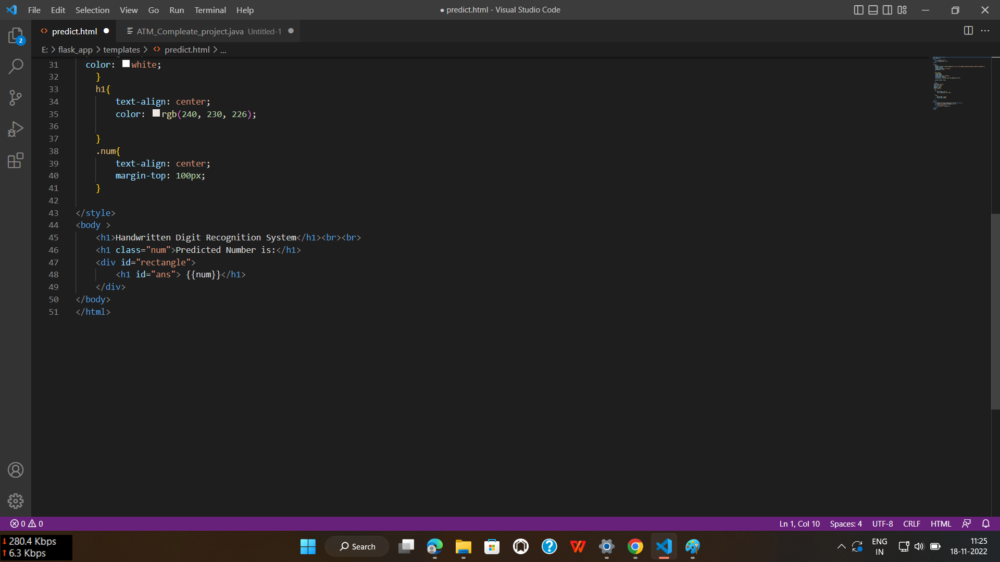 File Edit Selection View Go Run Terminal Help
● predict.html - Visual Studio Code
predict.html
ATM_Compleate_project.java Untitled-1
2
E: > flask_app > templates > <> predict.html > ...
31 color: white;
32 }
33 h1{
34 text-align: center;
35 color: rgb(240, 230, 226);
36
37 }
38 .num{
39 text-align: center;
40 margin-top: 100px;
41 }
42
43 </style>
44 <body >
45 <h1>Handwritten Digit Recognition System</h1><br><br>
46 <h1 class="num">Predicted Number is:</h1>
47 <div id="rectangle">
48 <h1 id="ans"> {{num}}</h1>
49 </div>
50 </body>
51 </html>
0 0
Ln 1, Col 10 Spaces: 4 UTF-8 CRLF HTML
280.4 Kbps
6.3 Kbps
Search
ENG
IN
11:25
18-11-2022